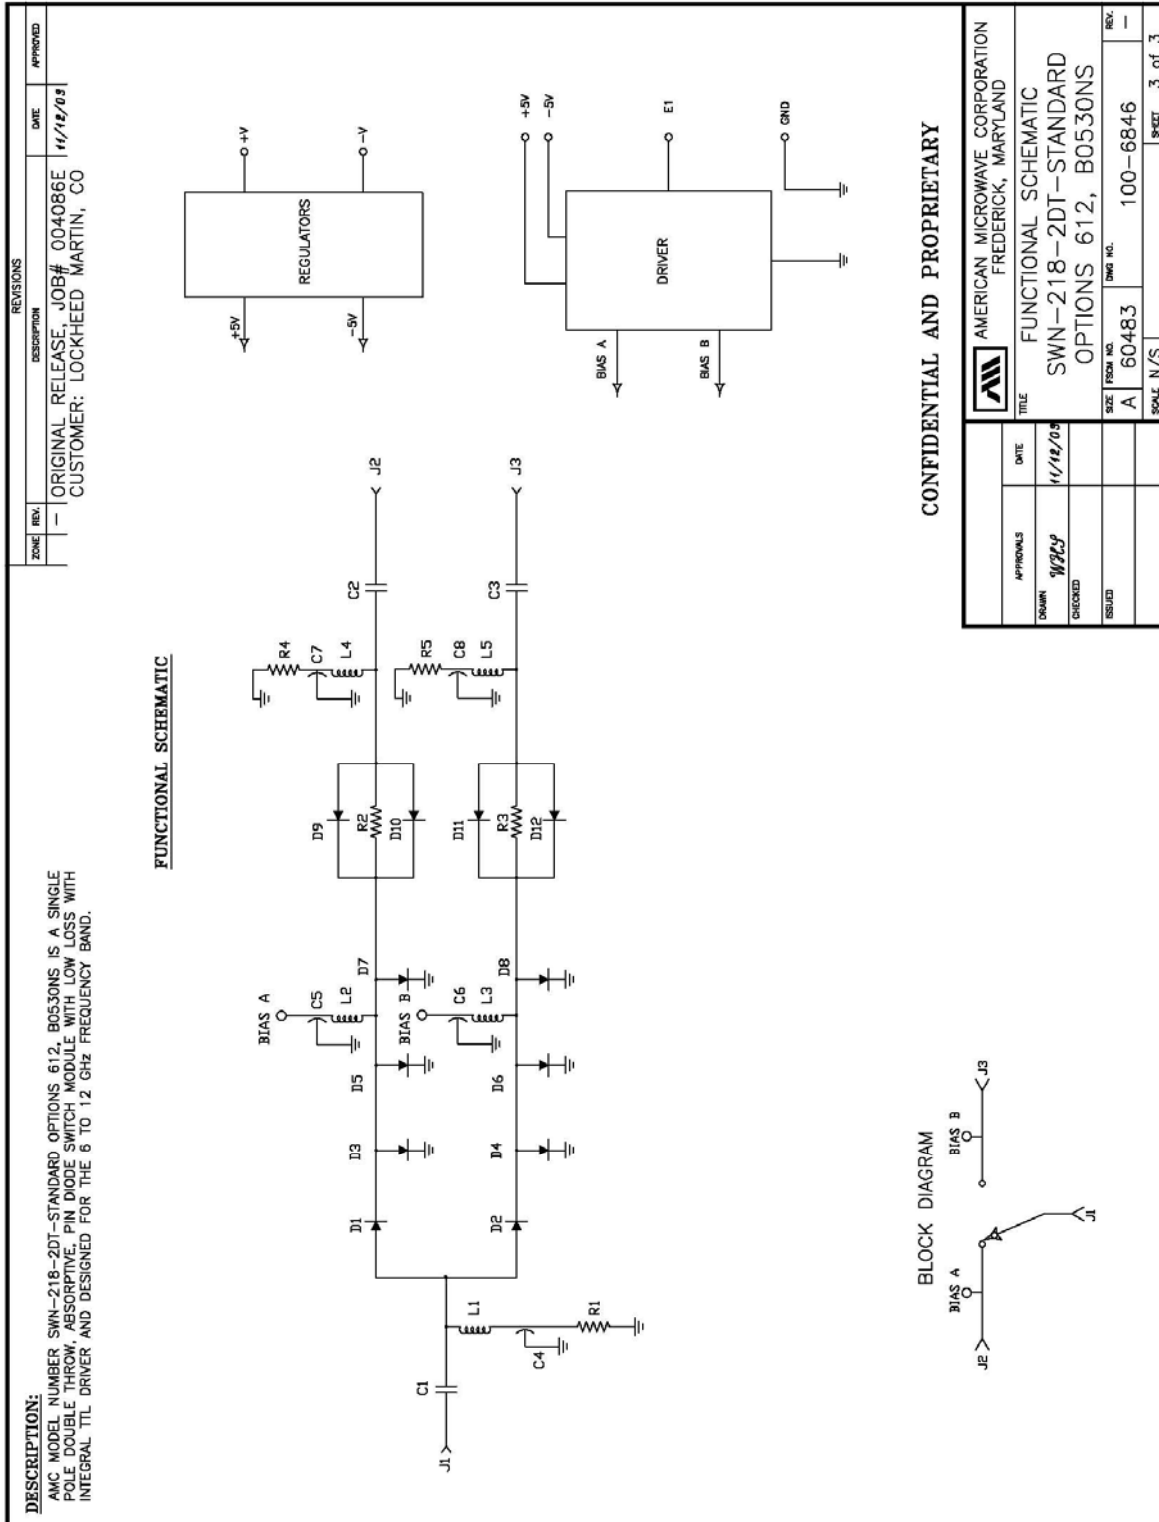 DESCRIPTION:
AMC MODEL NUMBER SWN-218-2DT-STANDARD OPTIONS 612, B0530NS IS A SINGLE
POLE DOUBLE THROW, ABSORPTIVE, PIN DIODE SWITCH MODULE WITH LOW LOSS WITH
INTEGRAL TTL DRIVER AND DESIGNED FOR THE 6 TO 12 GHz FREQUENCY BAND.
REVISIONS
ZONE REV. DESCRIPTION DATE APPROVED
— ORIGINAL RELEASE, JOB# 004086E 11/12/03
CUSTOMER: LOCKHEED MARTIN, CO
FUNCTIONAL SCHEMATIC
J1
C1
L1
C4
R1
D1
D3
D5
BIAS A
C5
L2
D7
D9
R2
D10
R4
C7
L4
C2
J2
D2
D4
D6
BIAS B
C6
L3
D8
D11
R3
D12
R5
C8
L5
C3
J3
+5V
-5V
REGULATORS
+V
-V
BIAS A
BIAS B
DRIVER
+5V
-5V
E1
GND
BLOCK DIAGRAM
J2
BIAS A
J1
BIAS B
J3
CONFIDENTIAL AND PROPRIETARY
APPROVALS DATE
DRAWN WHS 11/12/03
CHECKED
ISSUED
AMERICAN MICROWAVE CORPORATION
FREDERICK, MARYLAND
TITLE
FUNCTIONAL SCHEMATIC
SWN-218-2DT-STANDARD
OPTIONS 612, B0530NS
SIZE A
FSCM NO. 60483
DWG NO. 100-6846
REV. —
SCALE N/S
SHEET 3 of 3